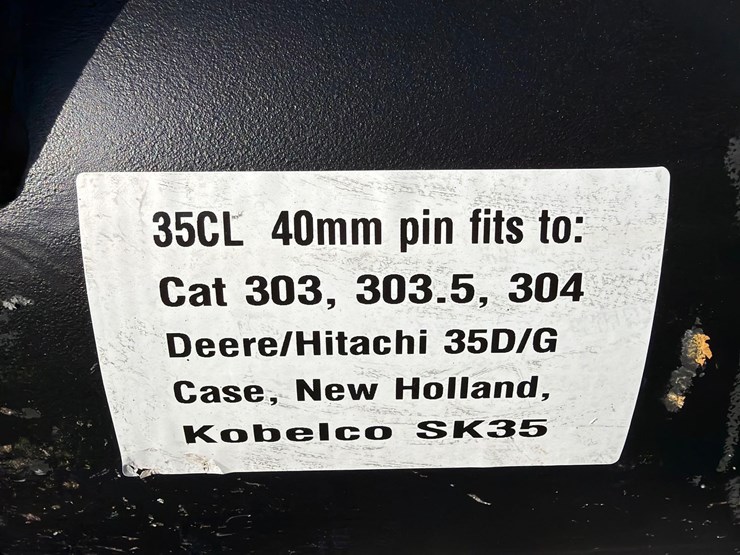 35CL 40mm pin fits to:
Cat 303, 303.5, 304
Deere/Hitachi 35D/G
Case, New Holland,
Kobelco SK35